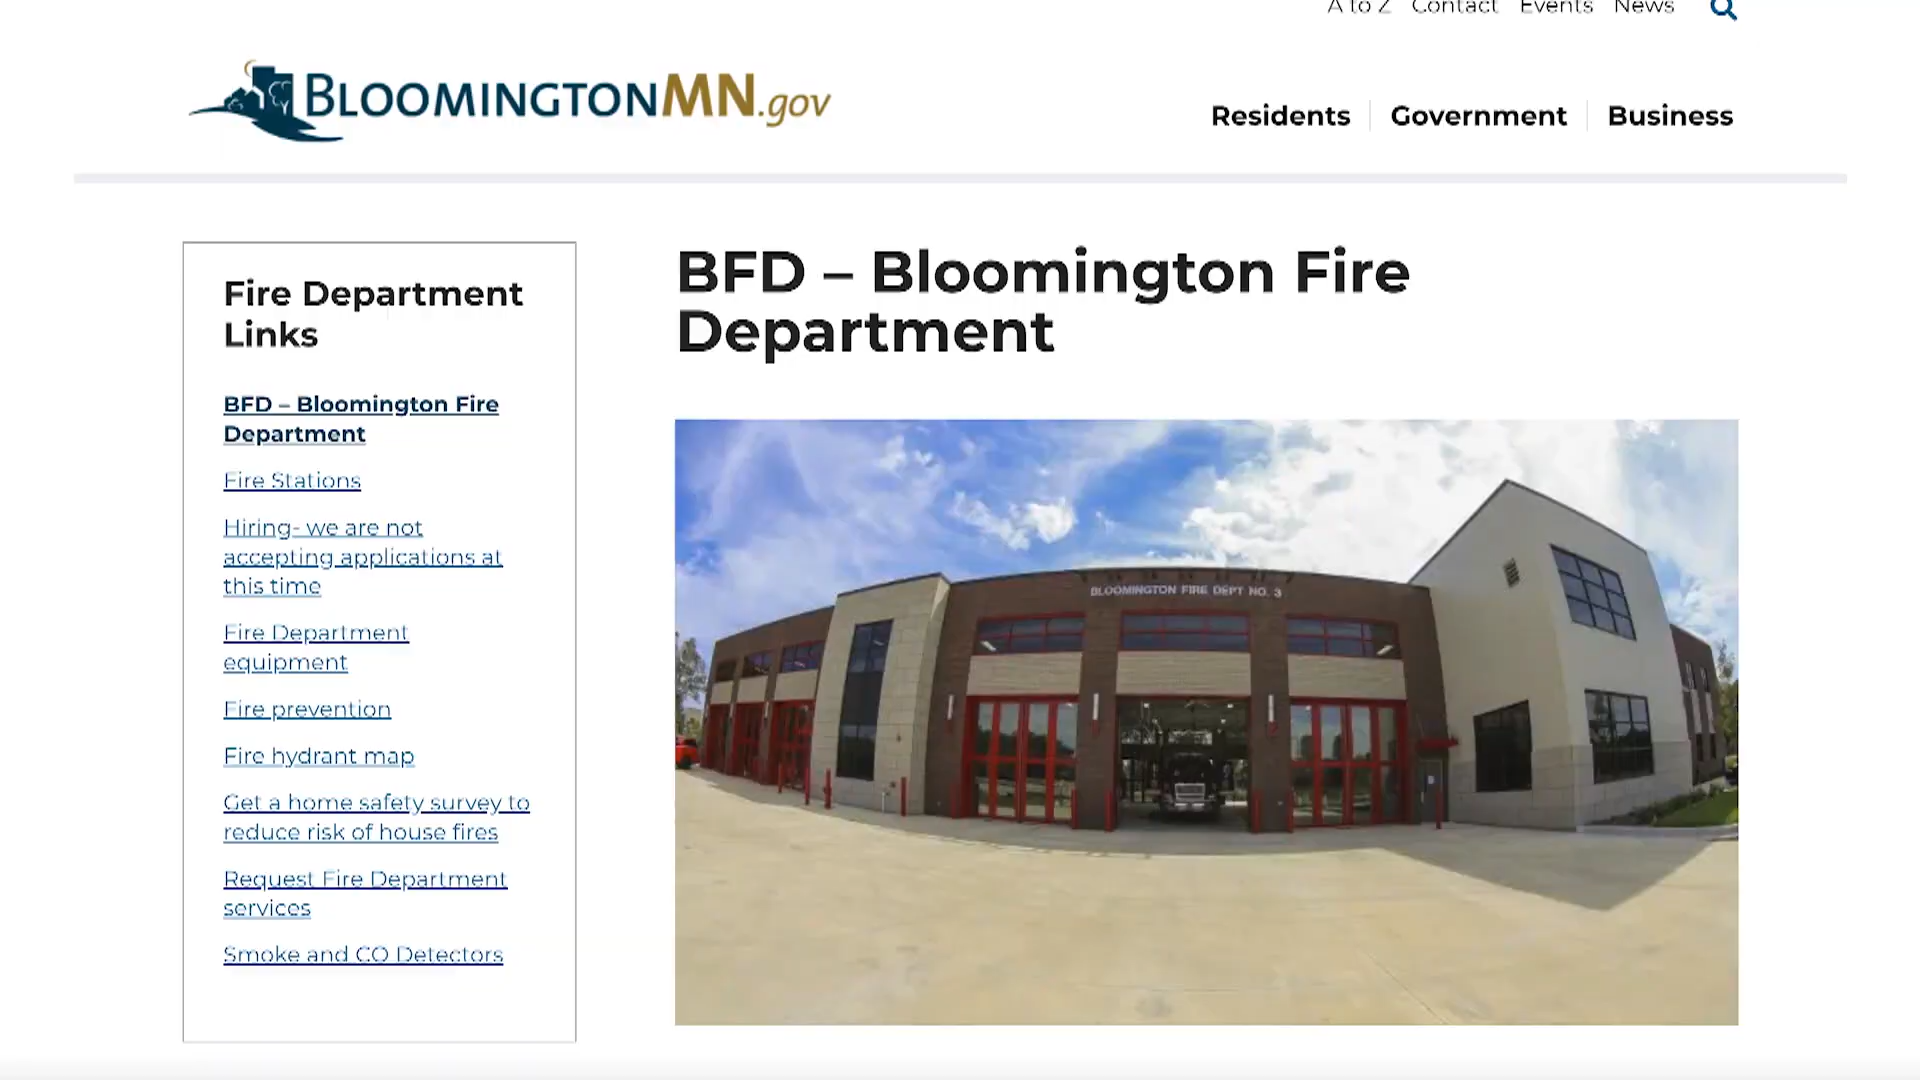 A to Z Contact Events News
BLOOMINGTONMN.gov
Residents Government Business
Fire Department
Links
BFD – Bloomington Fire
Department
Fire Stations
Hiring- we are not
accepting applications at
this time
Fire Department
equipment
Fire prevention
Fire hydrant map
Get a home safety survey to
reduce risk of house fires
Request Fire Department
services
Smoke and CO Detectors
BFD – Bloomington Fire
Department
BLOOMINGTON FIRE DEPT NO. 3